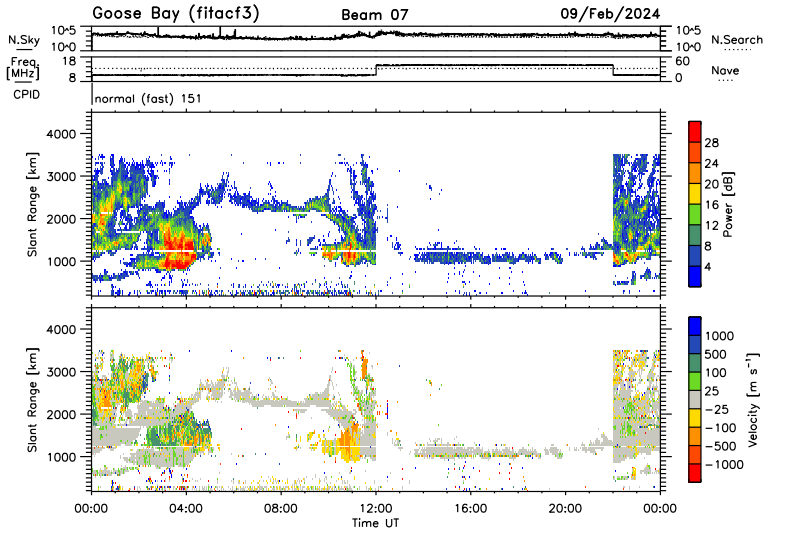 Goose Bay (fitacf3) Beam 07 09/Feb/2024
N.Sky 10^5 10^0 10^5 10^0 N.Search
Freq. [MHz] 18 8 60 0 Nave
CPID normal (fast) 151
Slant Range [km]
4000
3000
2000
1000
Power [dB]
28
24
20
16
12
8
4
Slant Range [km]
4000
3000
2000
1000
Velocity [m s⁻¹]
1000
500
100
25
−25
−100
−500
−1000
00:00 04:00 08:00 12:00 16:00 20:00 00:00
Time UT